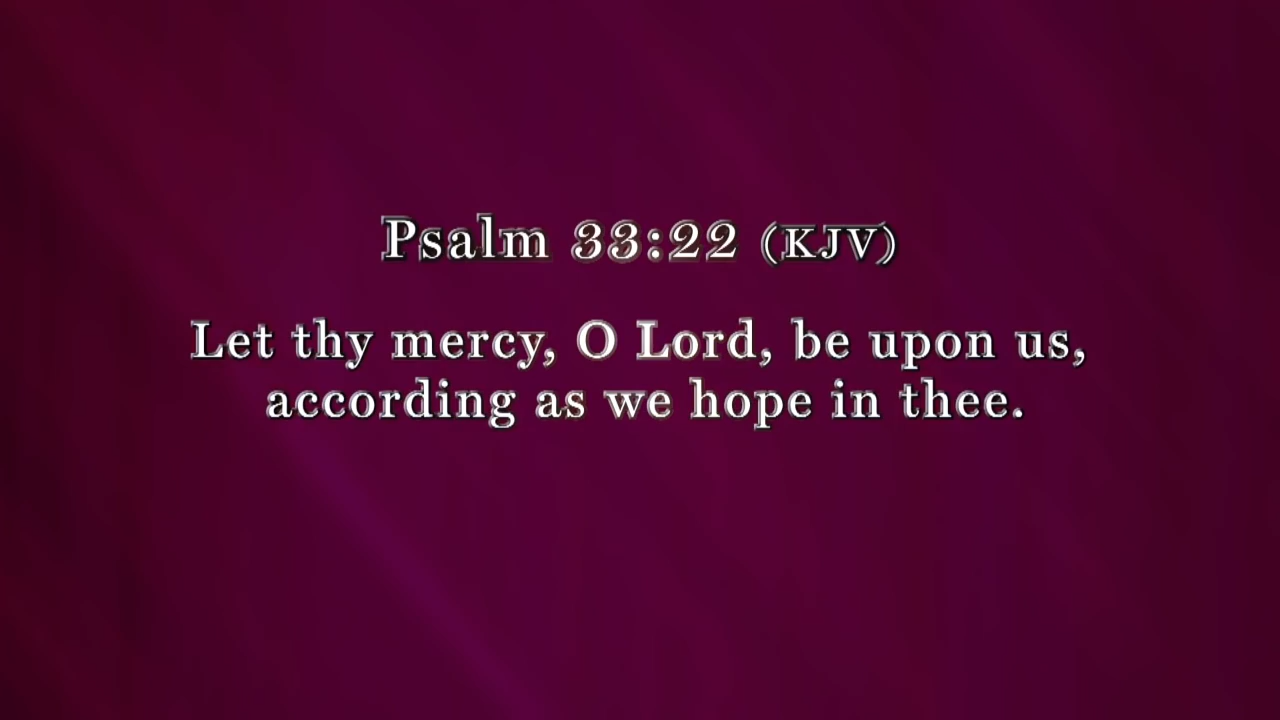 Psalm 33:22 (KJV)
Let thy mercy, O Lord, be upon us,
according as we hope in thee.